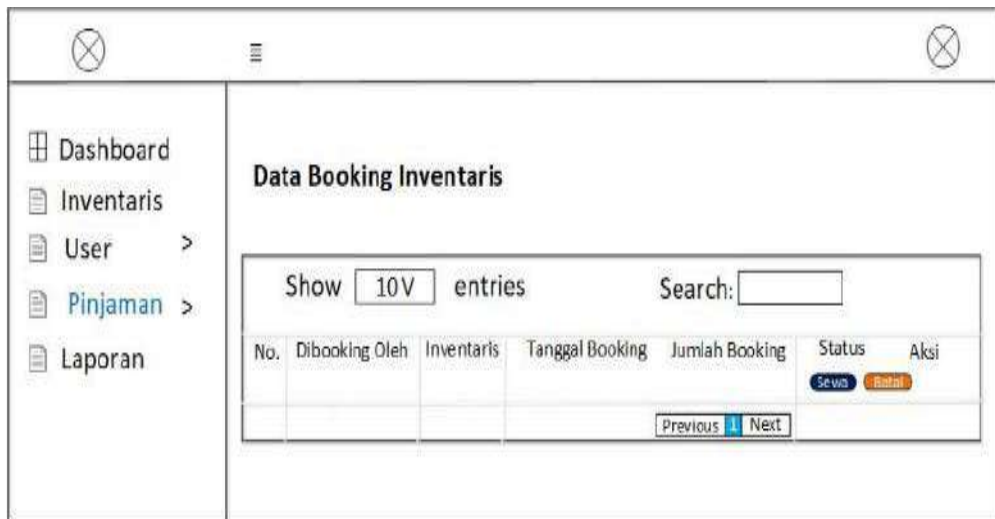 Dashboard
Inventaris
User >
Pinjaman >
Laporan
Data Booking Inventaris
Show 10 V entries Search:
No. Dibooking Oleh Inventaris Tanggal Booking Jumlah Booking Status Aksi
Sewa Batal
Previous 1 Next